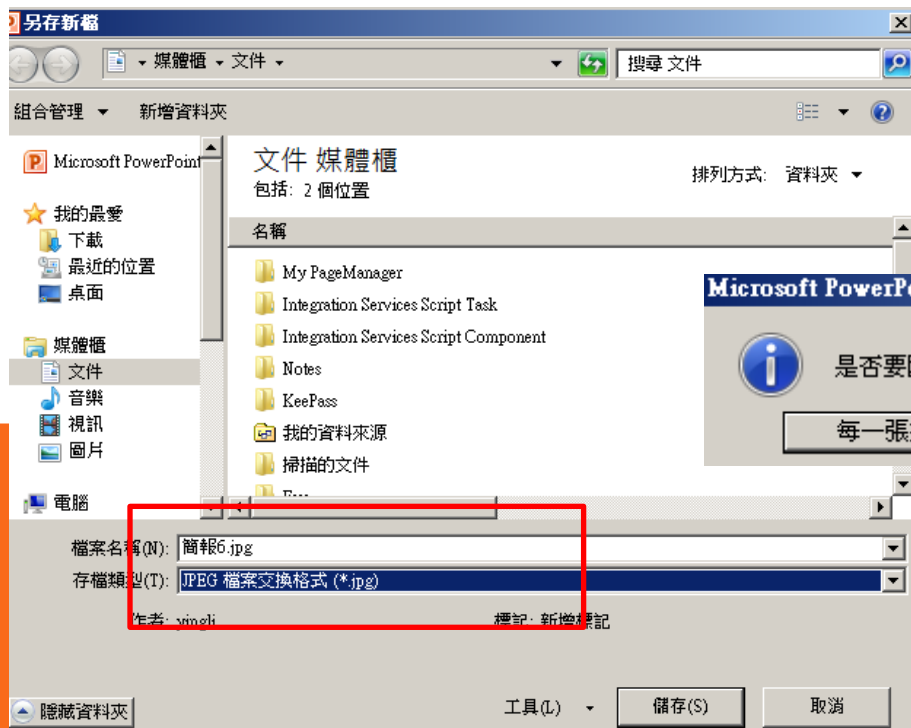 另存新檔
媒體櫃 文件
搜尋 文件
組合管理
新增資料夾
Microsoft PowerPoint
我的最愛
下載
最近的位置
桌面
媒體櫃
文件
音樂
視訊
圖片
電腦
文件 媒體櫃
包括: 2 個位置
排列方式: 資料夾
名稱
My PageManager
Integration Services Script Task
Integration Services Script Component
Notes
KeePass
我的資料來源
掃描的文件
Microsoft PowerP
是否要
每一張
檔案名稱(N): 簡報6.jpg
存檔類型(T): JPEG 檔案交換格式 (*.jpg)
作者: yingli
標記: 新增標記
隱藏資料夾
工具(L)
儲存(S)
取消